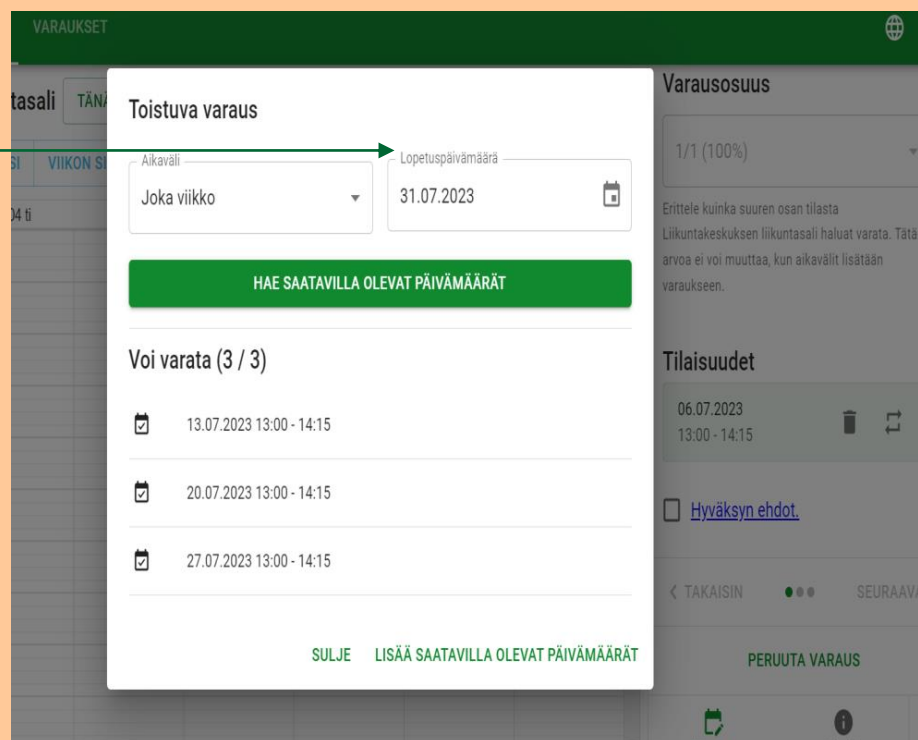 VARAUKSET
tasali
TÄNÄ
SI
VIIKON SI
04 ti
Toistuva varaus
Aikaväli
Joka viikko
Lopetuspäivämäärä
31.07.2023
HAE SAATAVILLA OLEVAT PÄIVÄMÄÄRÄT
Voi varata (3 / 3)
13.07.2023 13:00 - 14:15
20.07.2023 13:00 - 14:15
27.07.2023 13:00 - 14:15
SULJE
LISÄÄ SAATAVILLA OLEVAT PÄIVÄMÄÄRÄT
Varausosuus
1/1 (100%)
Erittele kuinka suuren osan tilasta
Liikuntakeskuksen liikuntasali haluat varata. Tätä
arvoa ei voi muuttaa, kun aikavälit lisätään
varaukseen.
Tilaisuudet
06.07.2023
13:00 - 14:15
Hyväksyn ehdot.
TAKAISIN
SEURAAVA
PERUUTA VARAUS